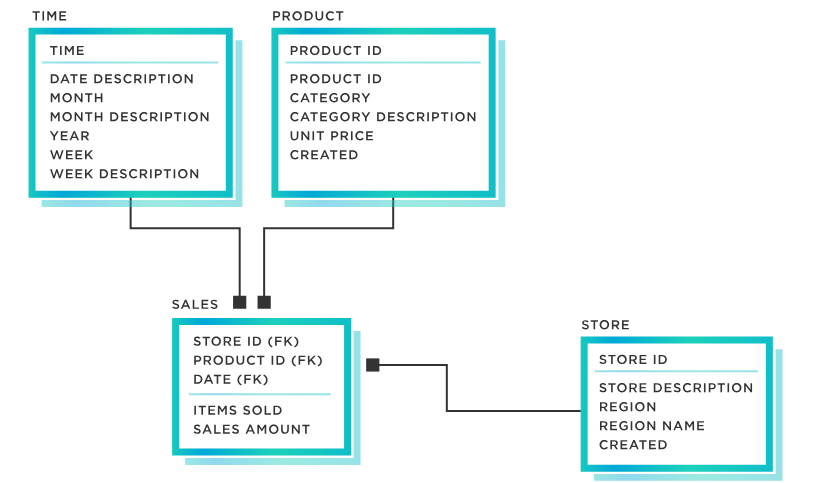 TIME
TIME
DATE DESCRIPTION
MONTH
MONTH DESCRIPTION
YEAR
WEEK
WEEK DESCRIPTION
PRODUCT
PRODUCT ID
PRODUCT ID
CATEGORY
CATEGORY DESCRIPTION
UNIT PRICE
CREATED
SALES
STORE ID (FK)
PRODUCT ID (FK)
DATE (FK)
ITEMS SOLD
SALES AMOUNT
STORE
STORE ID
STORE DESCRIPTION
REGION
REGION NAME
CREATED